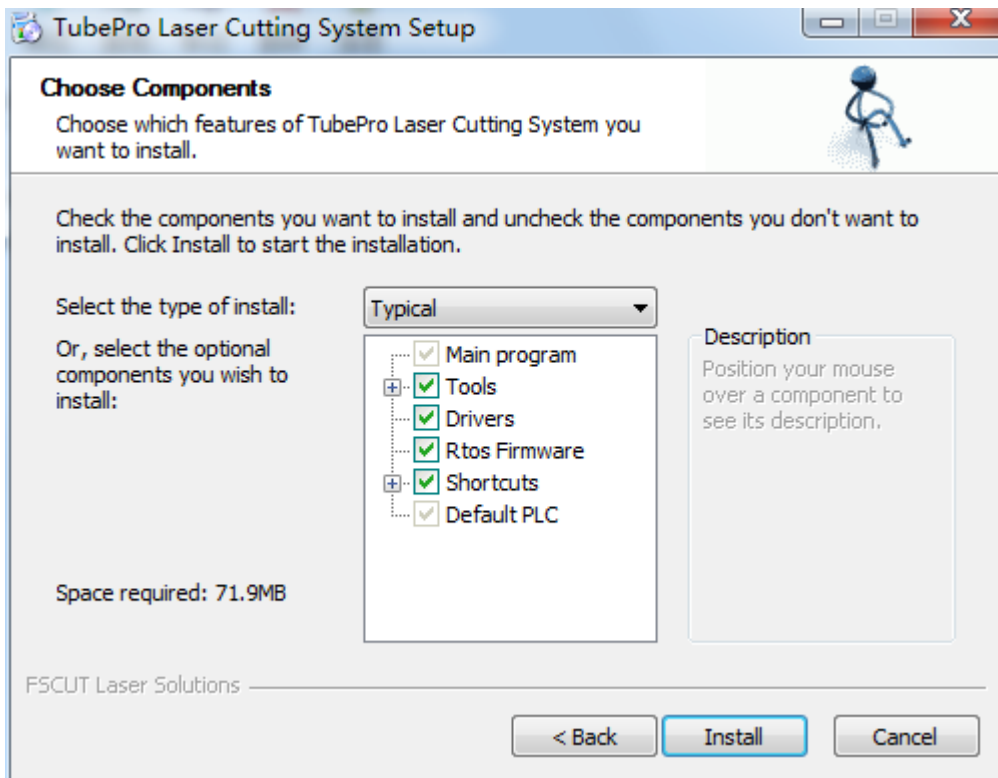 TubePro Laser Cutting System Setup
Choose Components
Choose which features of TubePro Laser Cutting System you
want to install.
Check the components you want to install and uncheck the components you don't want to
install. Click Install to start the installation.
Select the type of install:
Typical
Or, select the optional
components you wish to
install:
Main program
Tools
Drivers
Rtos Firmware
Shortcuts
Default PLC
Description
Position your mouse
over a component to
see its description.
Space required: 71.9MB
FSCUT Laser Solutions
< Back
Install
Cancel